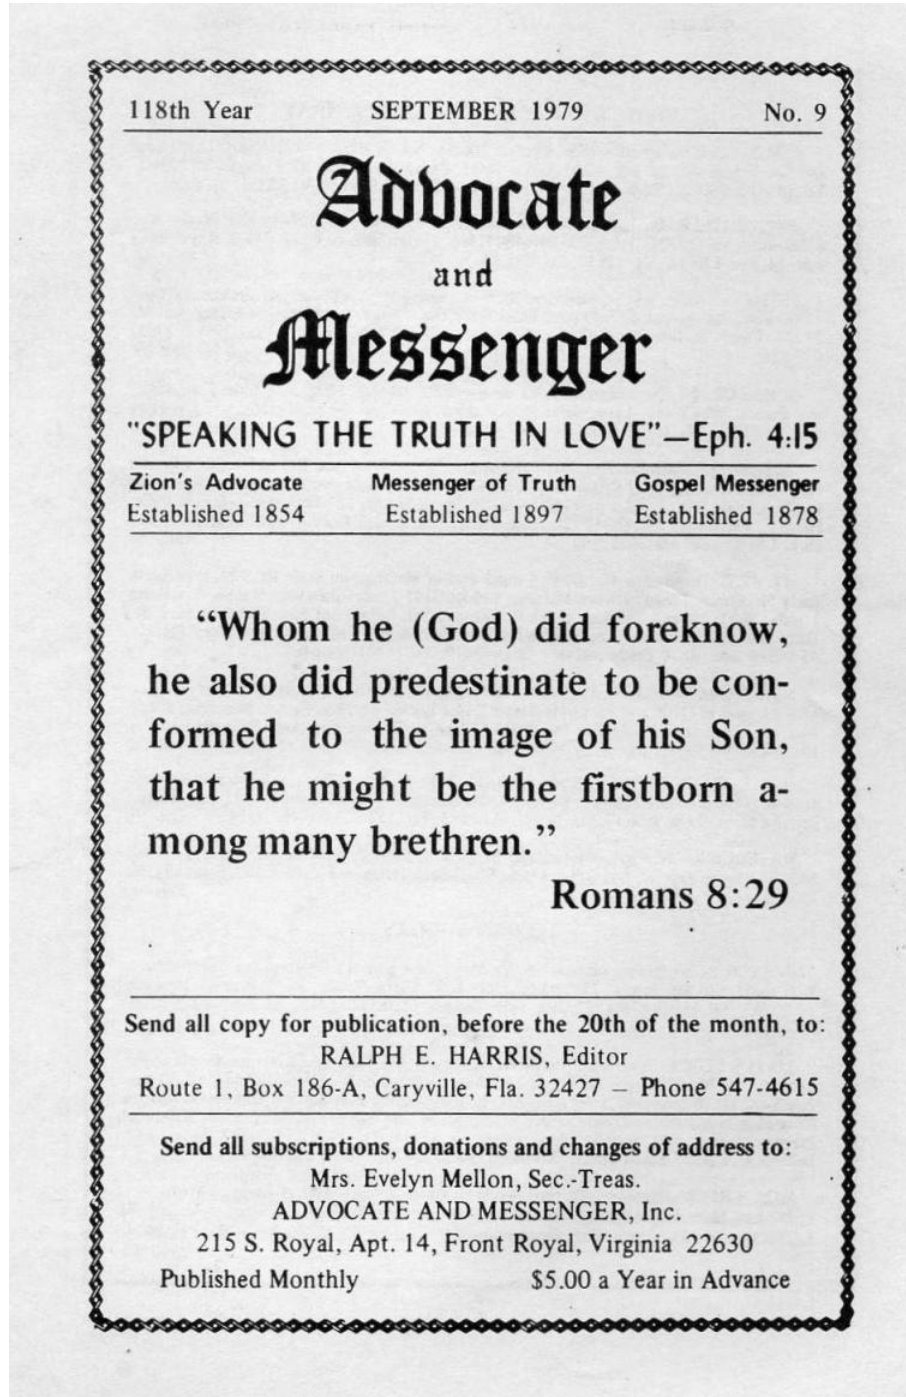 118th Year SEPTEMBER 1979 No. 9
Advocate
and
Messenger
"SPEAKING THE TRUTH IN LOVE"—Eph. 4:15
Zion's Advocate Messenger of Truth Gospel Messenger
Established 1854 Established 1897 Established 1878
“Whom he (God) did foreknow,
he also did predestinate to be con-
formed to the image of his Son,
that he might be the firstborn a-
mong many brethren.”
Romans 8:29
Send all copy for publication, before the 20th of the month, to:
RALPH E. HARRIS, Editor
Route 1, Box 186-A, Caryville, Fla. 32427 — Phone 547-4615
Send all subscriptions, donations and changes of address to:
Mrs. Evelyn Mellon, Sec.-Treas.
ADVOCATE AND MESSENGER, Inc.
215 S. Royal, Apt. 14, Front Royal, Virginia 22630
Published Monthly $5.00 a Year in Advance